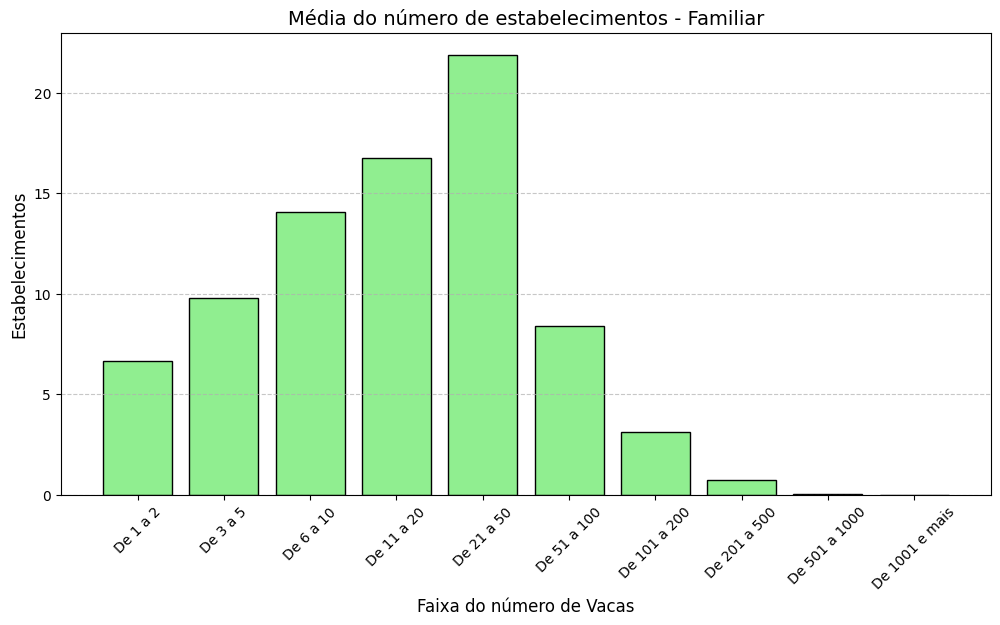 Média do número de estabelecimentos - Familiar
Estabelecimentos
20
15
10
5
0
De 1 a 2
De 3 a 5
De 6 a 10
De 11 a 20
De 21 a 50
De 51 a 100
De 101 a 200
De 201 a 500
De 501 a 1000
De 1001 e mais
Faixa do número de Vacas